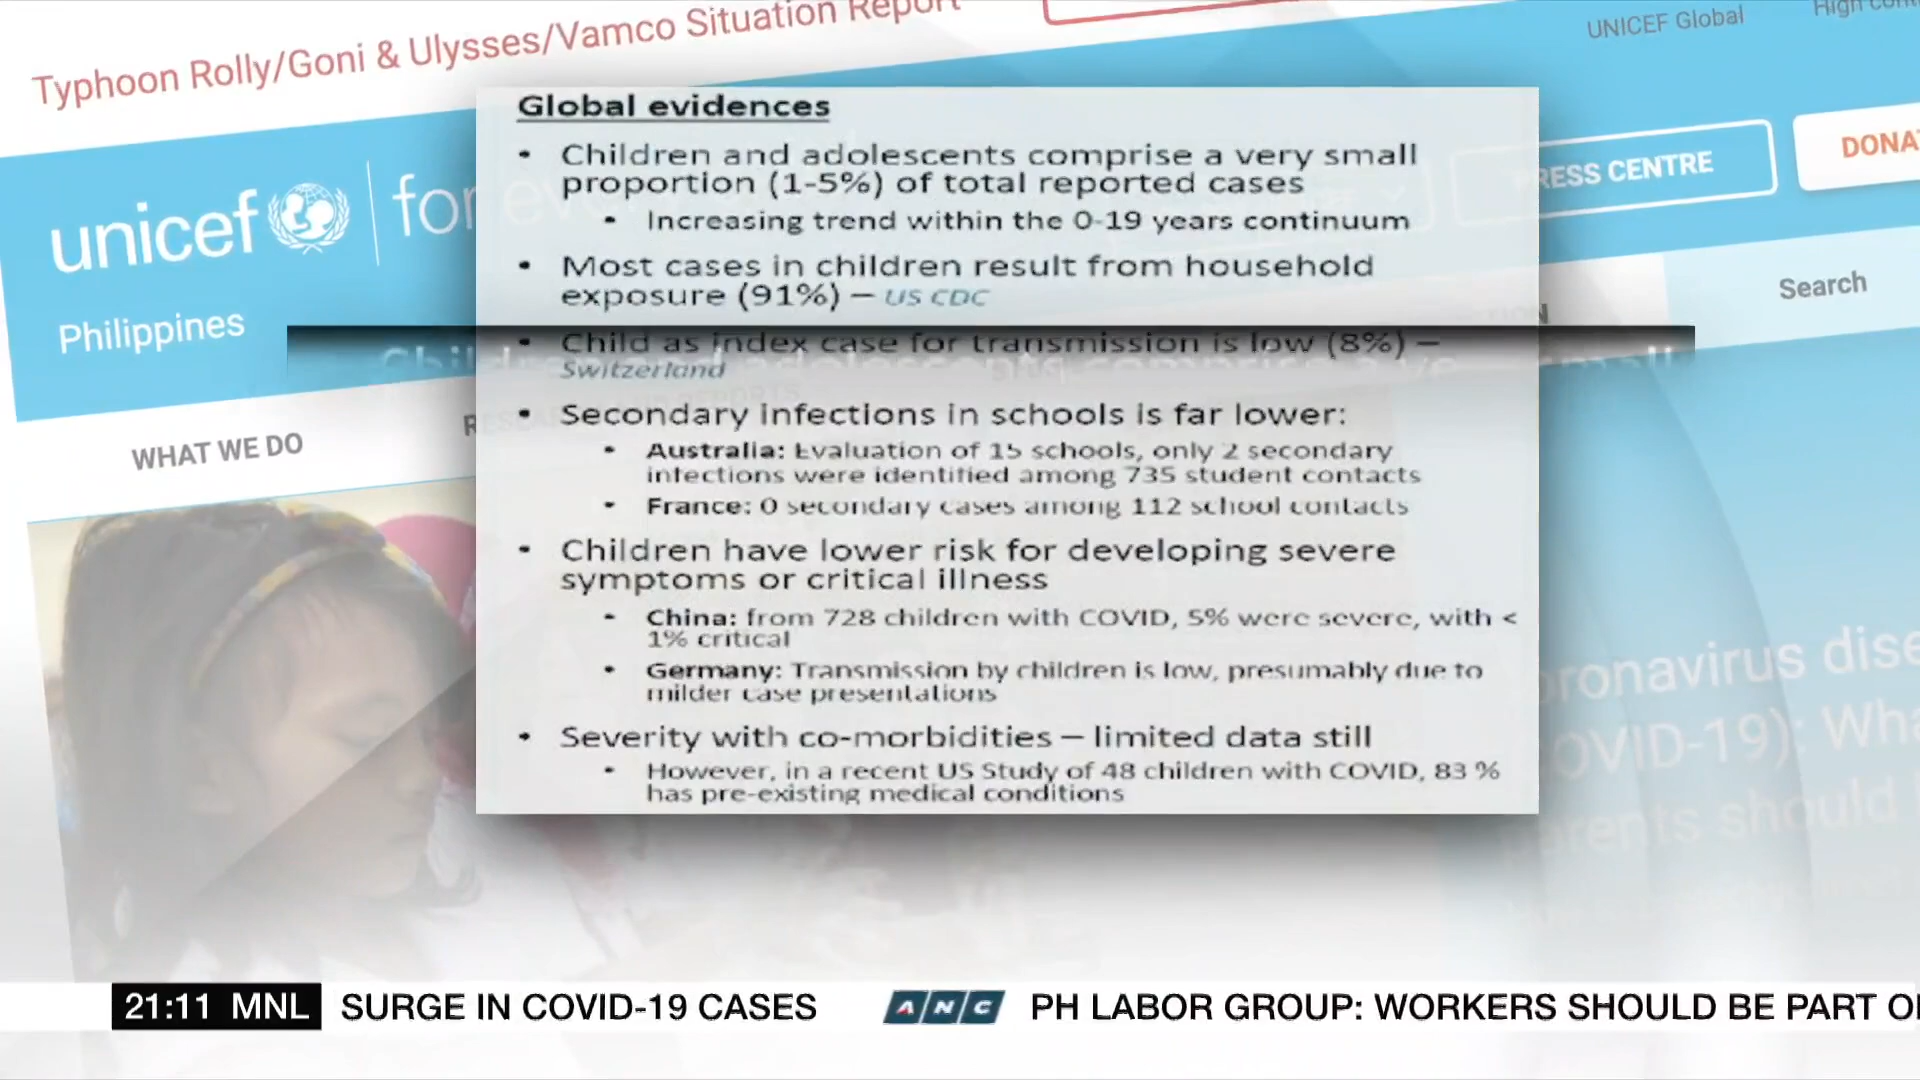 Typhoon Rolly/Goni & Ulysses/Vamco Situation Report
UNICEF Global
unicef
for every
Philippines
PRESS CENTRE
Search
WHAT WE DO
Global evidences
• Children and adolescents comprise a very small
proportion (1-5%) of total reported cases
• Increasing trend within the 0-19 years continuum
• Most cases in children result from household
exposure (91%) – US CDC
• Child as index case for transmission is low (8%) –
Switzerland
• Secondary infections in schools is far lower:
• Australia: Evaluation of 15 schools, only 2 secondary
infections were identified among 735 student contacts
• France: 0 secondary cases among 112 school contacts
• Children have lower risk for developing severe
symptoms or critical illness
• China: from 728 children with COVID, 5% were severe, with <
1% critical
• Germany: Transmission by children is low, presumably due to
milder case presentations
• Severity with co-morbidities – limited data still
• However, in a recent US Study of 48 children with COVID, 83 %
has pre-existing medical conditions
21:11 MNL SURGE IN COVID-19 CASES ANC PH LABOR GROUP: WORKERS SHOULD BE PART